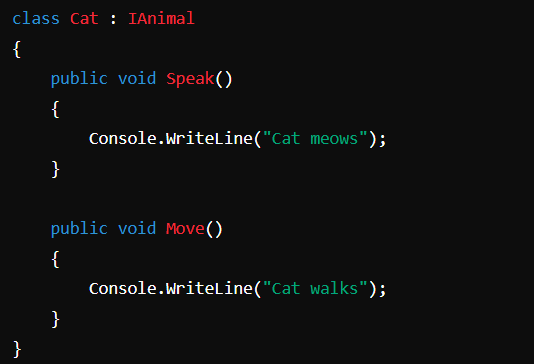 class Cat : IAnimal
{
    public void Speak()
    {
        Console.WriteLine("Cat meows");
    }

    public void Move()
    {
        Console.WriteLine("Cat walks");
    }
}